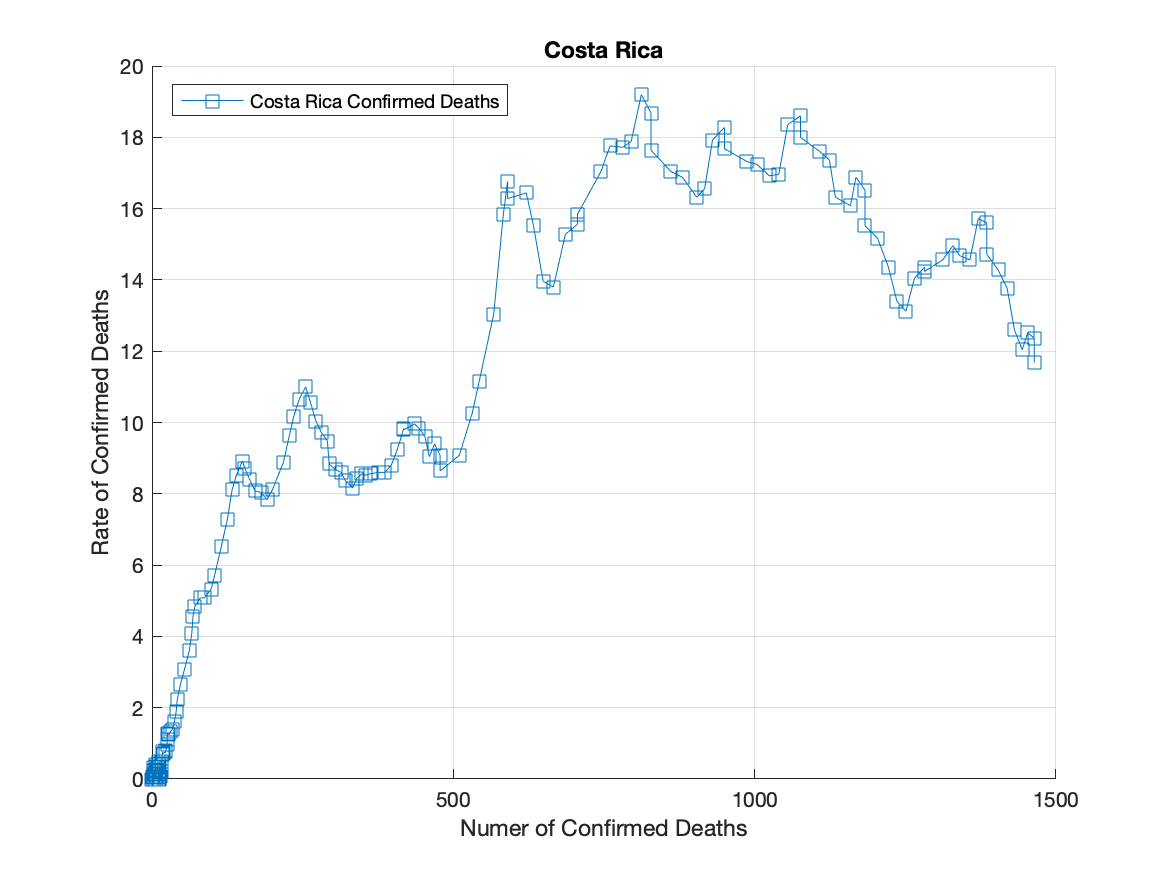 Costa Rica
Costa Rica Confirmed Deaths
Rate of Confirmed Deaths
20
18
16
14
12
10
8
6
4
2
0
0 500 1000 1500
Numer of Confirmed Deaths